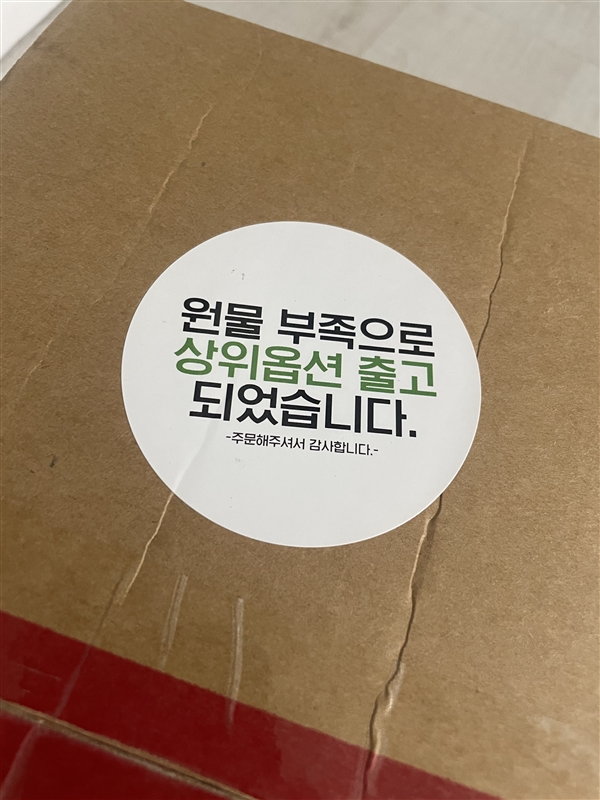 원물 부족으로
상위옵션 출고
되었습니다.
-주문해주셔서 감사합니다.-